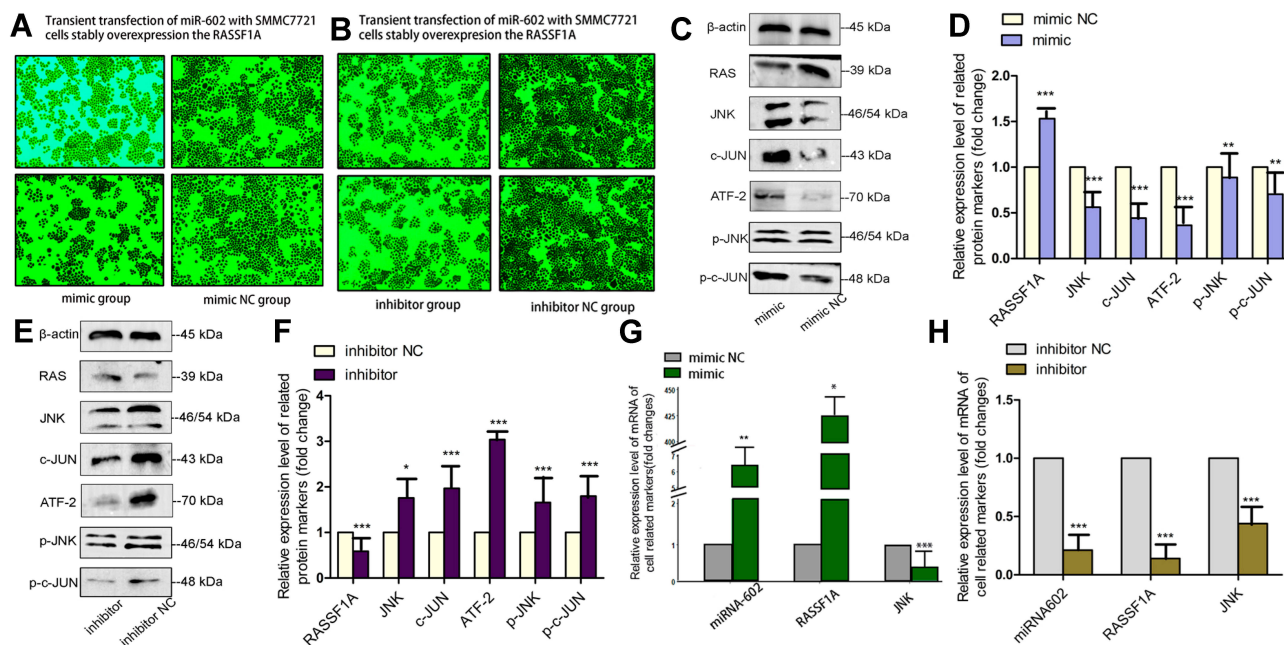 A
Transient transfection of miR-602 with SMMC7721
cells stably overexpression the RASSF1A
mimic group
mimic NC group
B
Transient transfection of miR-602 with SMMC7721
cells stably overexpresion the RASSF1A
inhibitor group
inhibitor NC group
C
β-actin
--45 kDa
RAS
--39 kDa
JNK
-46/54 kDa
c-JUN
--43 kDa
ATF-2
--70 kDa
p-JNK
--46/54 kDa
p-c-JUN
--48 kDa
mimic
mimic NC
D
mimic NC
mimic
Relative expression level of related
protein markers (fold change)
2.0
1.5
1.0
0.5
0.0
***
***
***
***
**
**
RASSF1A
JNK
c-JUN
ATF-2
p-JNK
p-c-JUN
E
β-actin
--45 kDa
RAS
--39 kDa
JNK
-46/54 kDa
c-JUN
--43 kDa
ATF-2
--70 kDa
p-JNK
--46/54 kDa
p-c-JUN
--48 kDa
inhibitor
inhibitor NC
F
inhibitor NC
inhibitor
Relative expression level of related
protein markers (fold change)
4
3
2
1
0
***
*
***
***
***
***
RASSF1A
JNK
c-JUN
ATF-2
p-JNK
p-c-JUN
G
mimic NC
mimic
Relative expression level of mRNA of
cell related markers(fold changes)
450
425
400
7
6
5
2
1
0
**
*
***
miRNA-602
RASSF1A
JNK
H
inhibitor NC
inhibitor
Relative expression level of mRNA of
cell related markers (fold changes)
1.5
1.0
0.5
0.0
***
***
***
miRNA602
RASSF1A
JNK